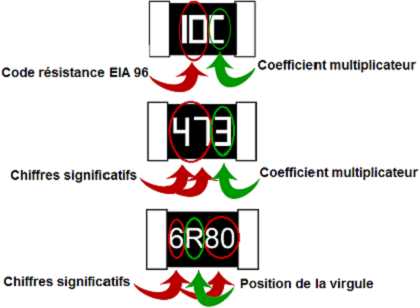 10C
Code résistance EIA 96
Coefficient multiplicateur
473
Chiffres significatifs
Coefficient multiplicateur
6R80
Chiffres significatifs
Position de la virgule